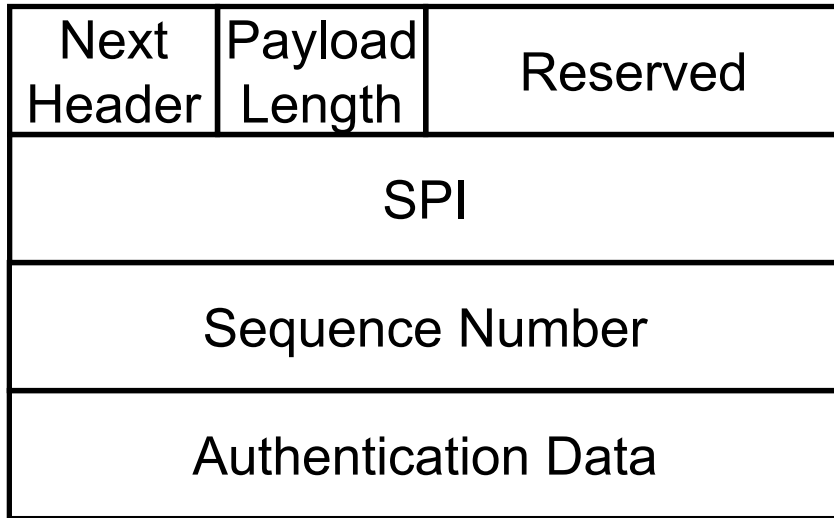 Next
Header
Payload
Length
Reserved
SPI
Sequence Number
Authentication Data